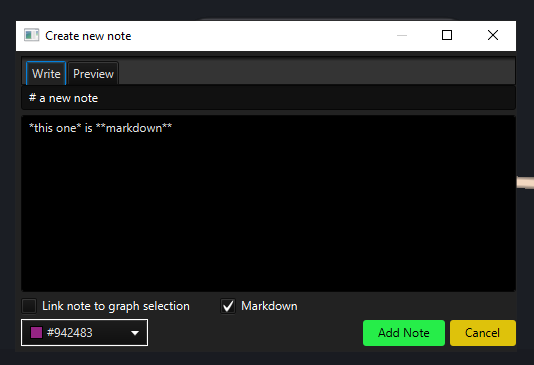 Create new note
Write Preview
# a new note
*this one* is **markdown**
Link note to graph selection Markdown
#942483 Add Note Cancel